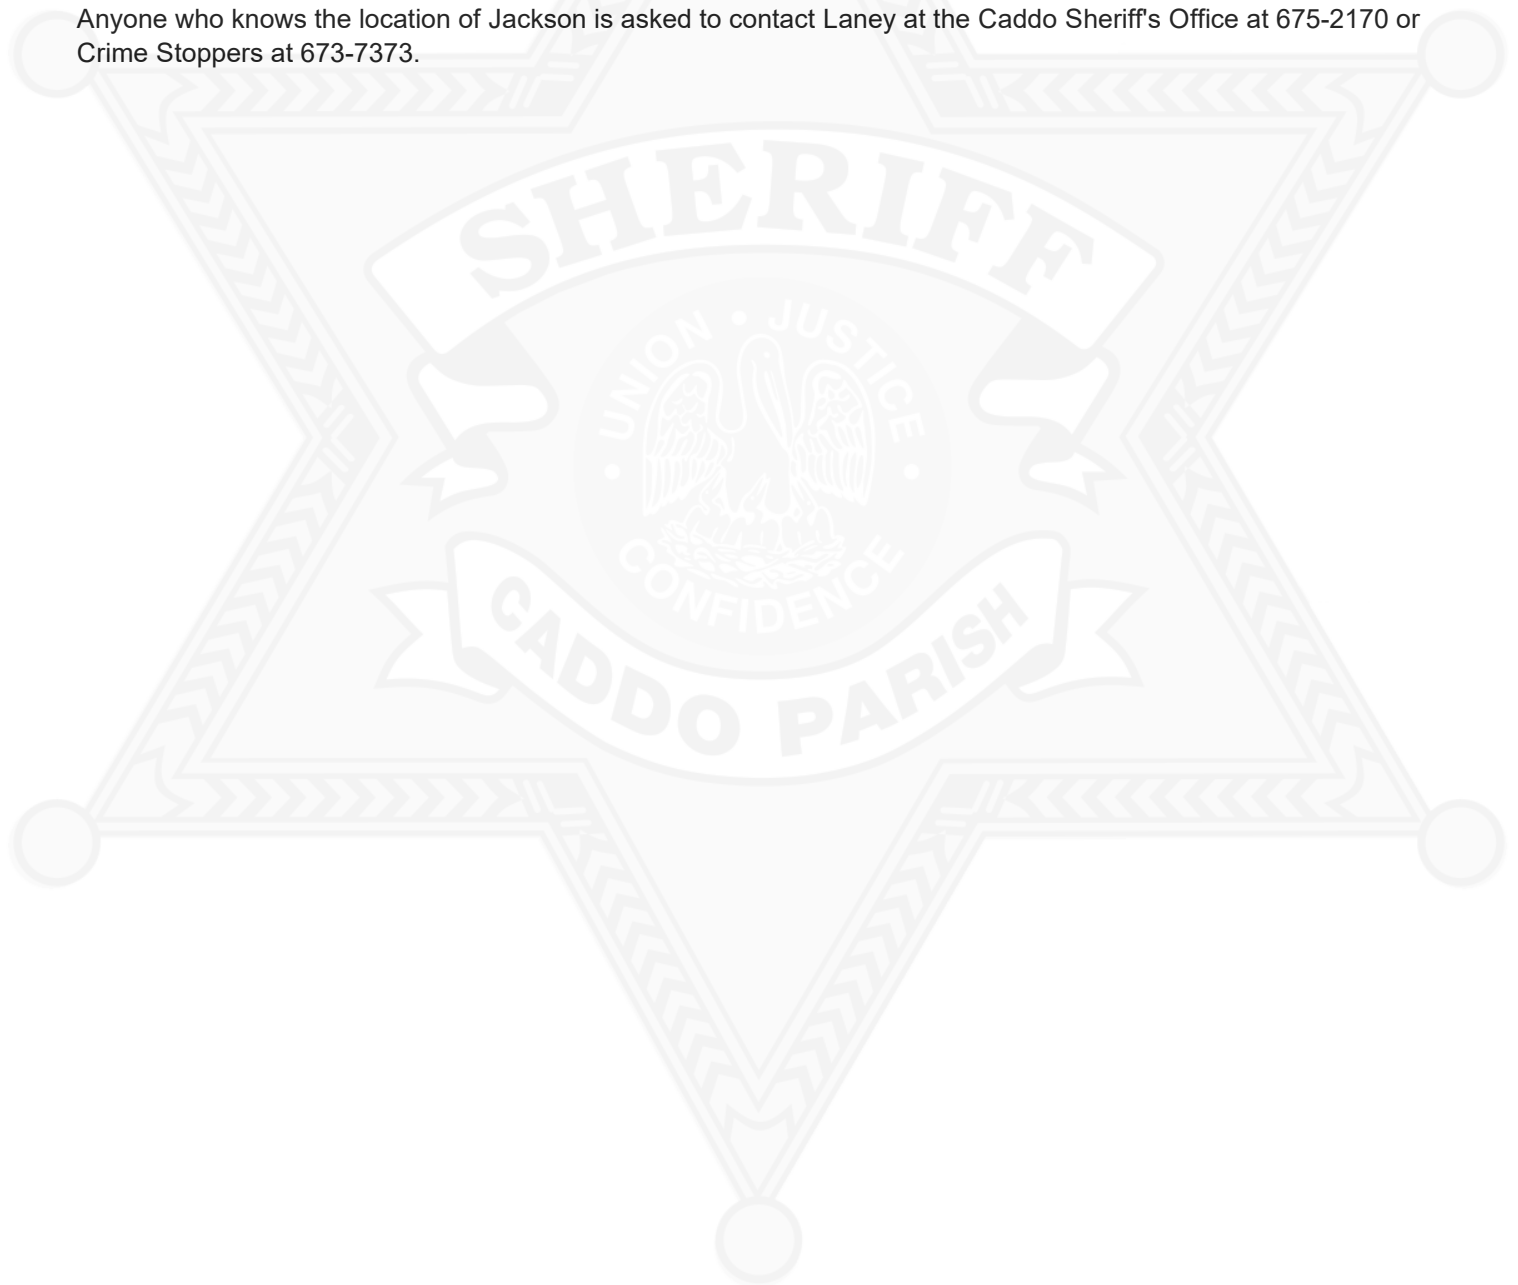 Anyone who knows the location of Jackson is asked to contact Laney at the Caddo Sheriff's Office at 675-2170 or
Crime Stoppers at 673-7373.
SHERIFF
UNION • JUSTICE
• CONFIDENCE •
CADDO PARISH